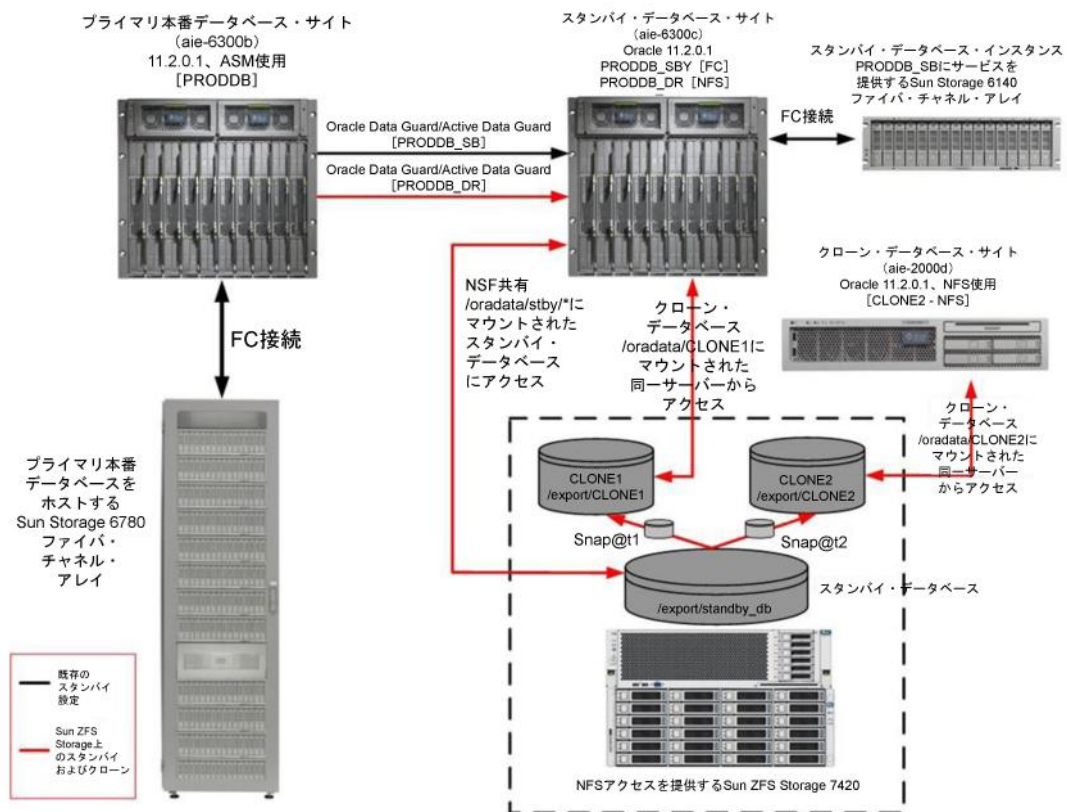 プライマリ本番データベース・サイト
(aie-6300b)
11.2.0.1、ASM使用
[PRODDB]
スタンバイ・データベース・サイト
(aie-6300c)
Oracle 11.2.0.1
PRODDB_SBY [FC]
PRODDB_DR [NFS]
スタンバイ・データベース・インスタンス
PRODDB_SBにサービスを
提供するSun Storage 6140
ファイバ・チャネル・アレイ
FC接続
Oracle Data Guard/Active Data Guard
[PRODDB_SB]
Oracle Data Guard/Active Data Guard
[PRODDB_DR]
クローン・データベース・サイト
(aie-2000d)
Oracle 11.2.0.1、NFS使用
[CLONE2 - NFS]
FC接続
NSF共有
/oradata/stby/*に
マウントされた
スタンバイ・
データベース
にアクセス
クローン・
データベース
/oradata/CLONE1に
マウントされた
同一サーバーから
アクセス
クローン・
データベース
/oradata/CLONE2に
マウントされた
同一サーバー
からアクセス
プライマリ本番
データベースを
ホストする
Sun Storage 6780
ファイバ・
チャネル・
アレイ
CLONE1
/export/CLONE1
CLONE2
/export/CLONE2
Snap@t1
Snap@t2
スタンバイ・データベース
/export/standby_db
既存の
スタンバイ
設定
Sun ZFS
Storage上
のスタンバイ
およびクローン
NFSアクセスを提供するSun ZFS Storage 7420